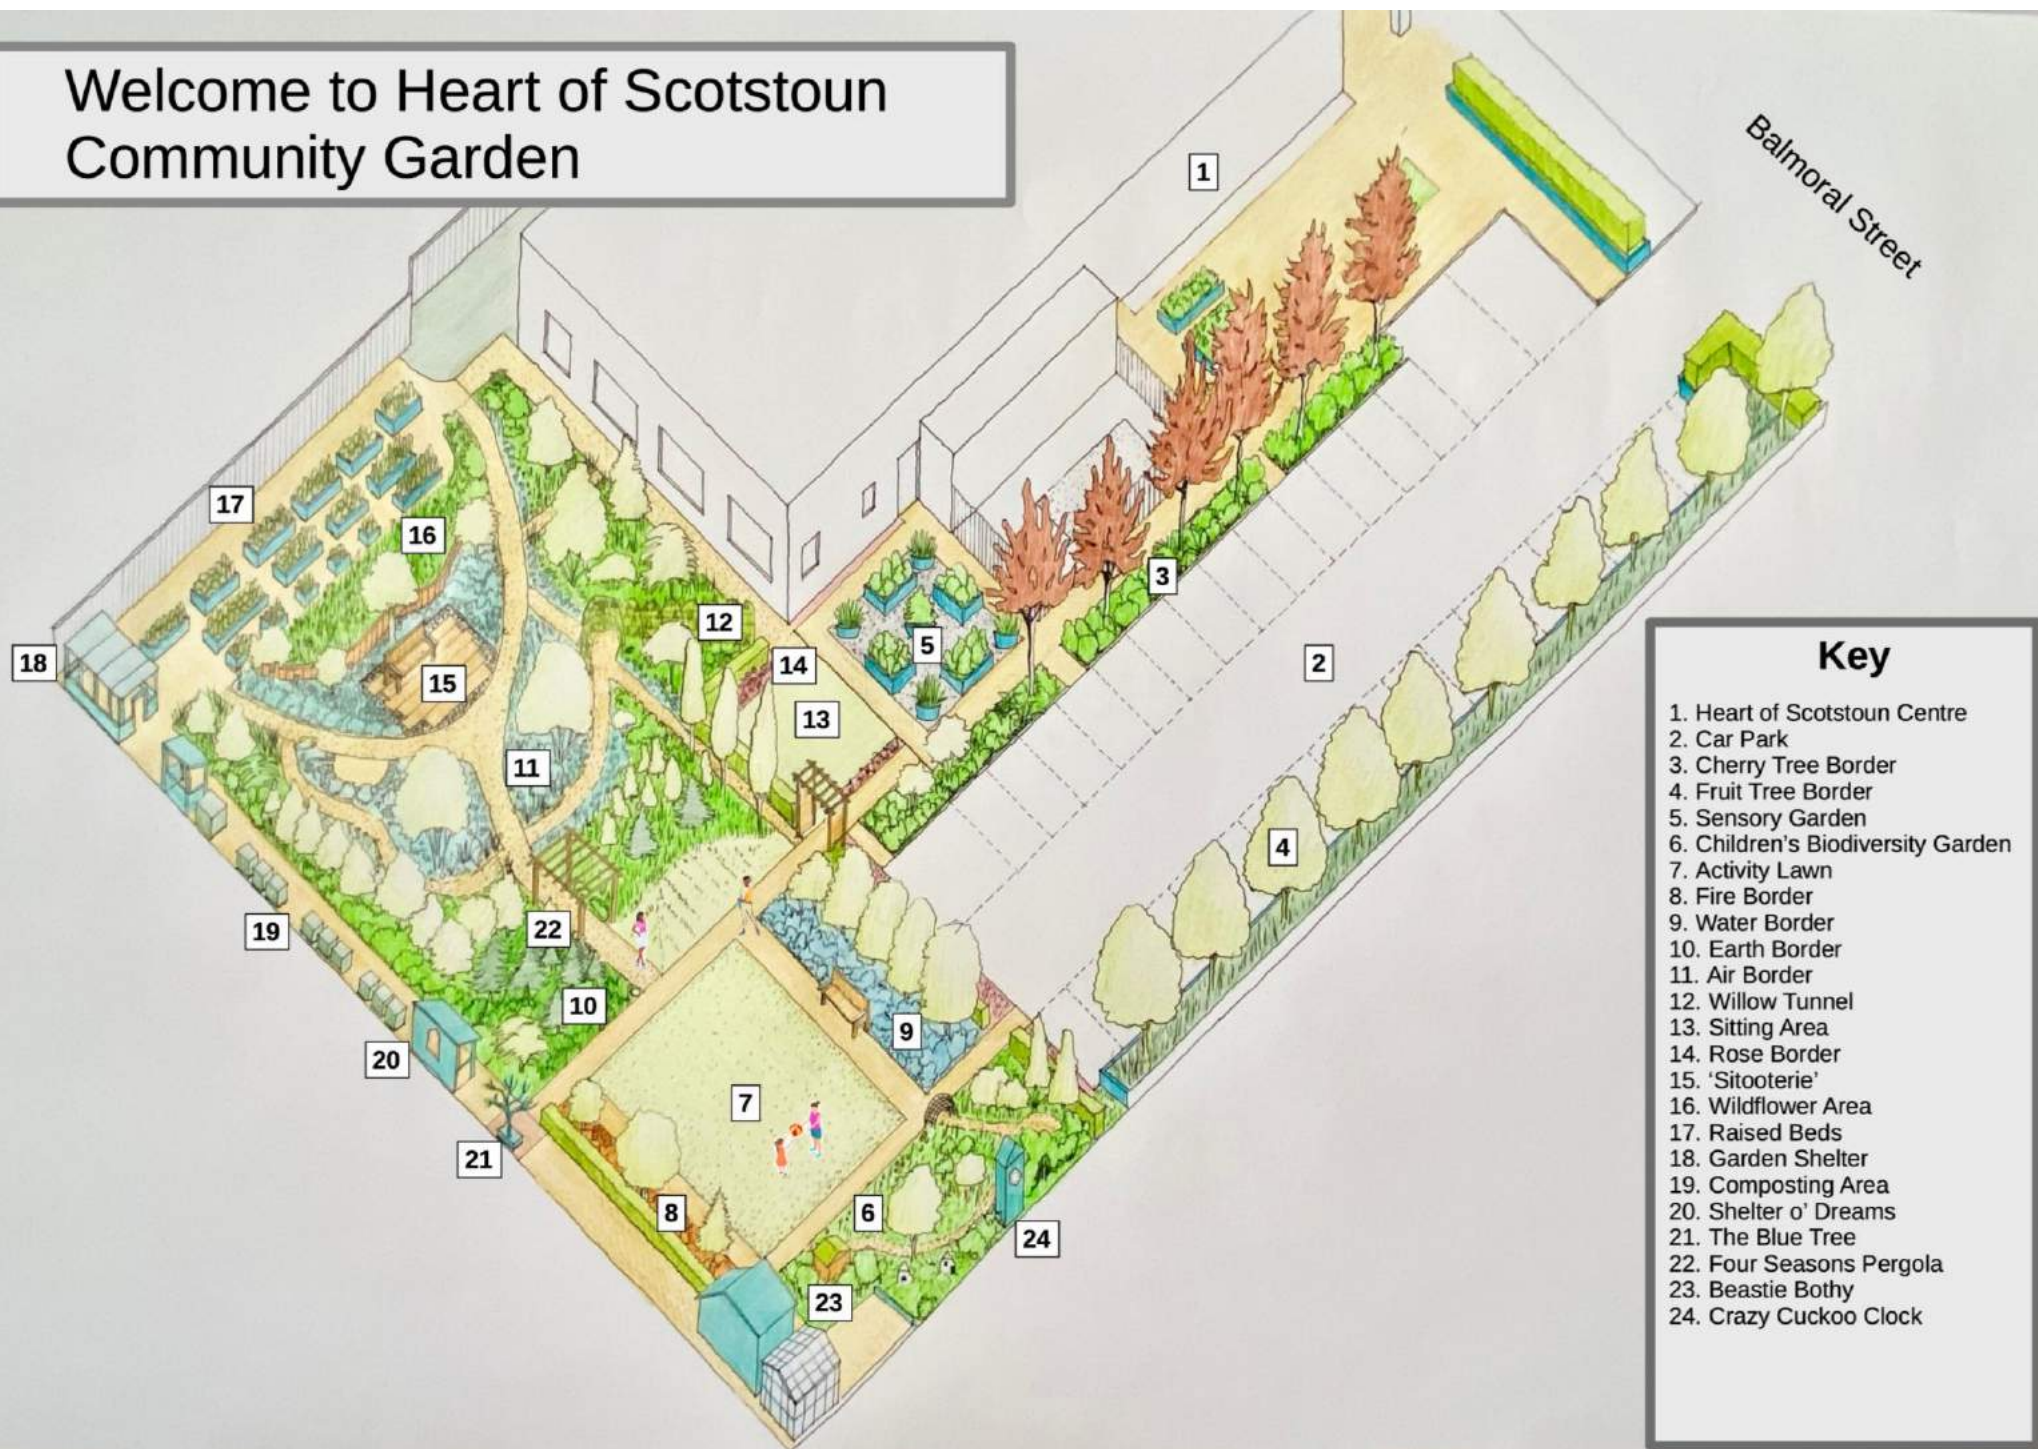 Welcome to Heart of Scotstoun
Community Garden
Balmoral Street
1
2
3
4
5
6
7
8
9
10
11
12
13
14
15
16
17
18
19
20
21
22
23
24
Key
1. Heart of Scotstoun Centre
2. Car Park
3. Cherry Tree Border
4. Fruit Tree Border
5. Sensory Garden
6. Children's Biodiversity Garden
7. Activity Lawn
8. Fire Border
9. Water Border
10. Earth Border
11. Air Border
12. Willow Tunnel
13. Sitting Area
14. Rose Border
15. ‘Sitooterie’
16. Wildflower Area
17. Raised Beds
18. Garden Shelter
19. Composting Area
20. Shelter o’ Dreams
21. The Blue Tree
22. Four Seasons Pergola
23. Beastie Bothy
24. Crazy Cuckoo Clock